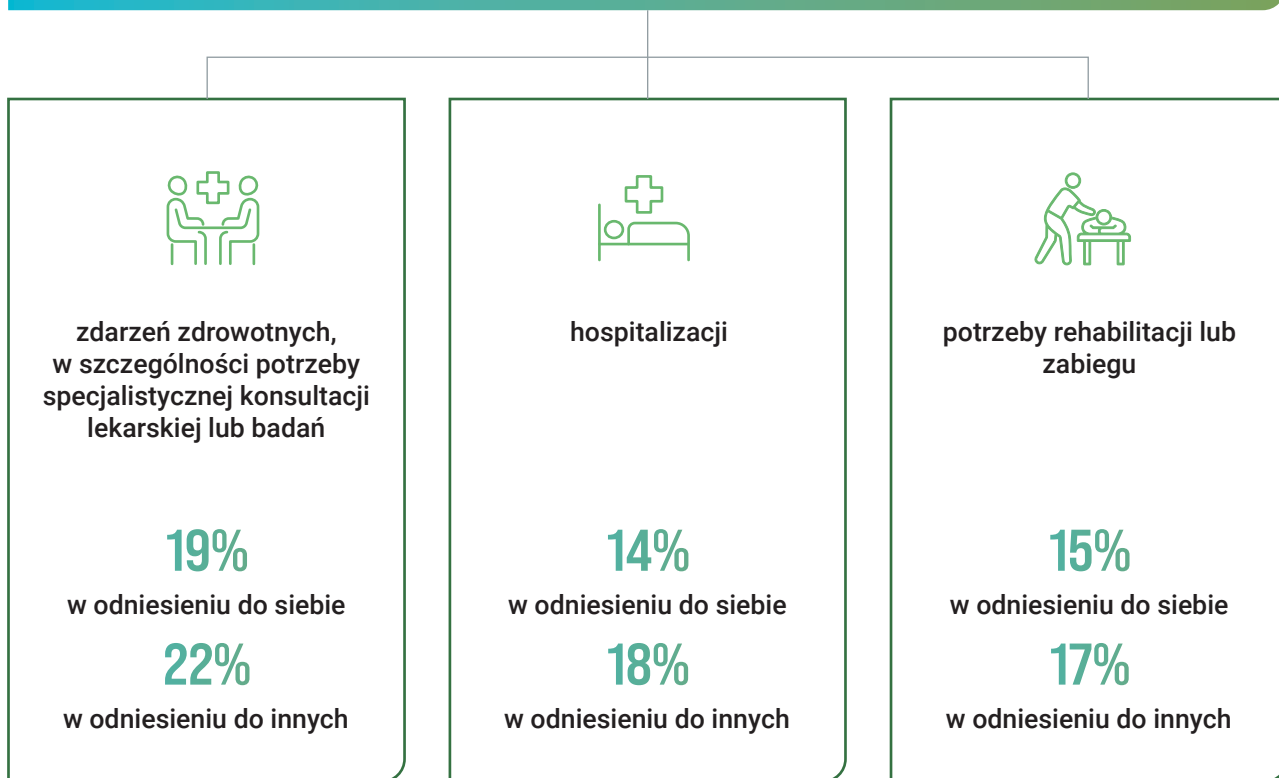 zdarzeń zdrowotnych,
w szczególności potrzeby
specjalistycznej konsultacji
lekarskiej lub badań
19%
w odniesieniu do siebie
22%
w odniesieniu do innych
hospitalizacji
14%
w odniesieniu do siebie
18%
w odniesieniu do innych
potrzeby rehabilitacji lub
zabiegu
15%
w odniesieniu do siebie
17%
w odniesieniu do innych